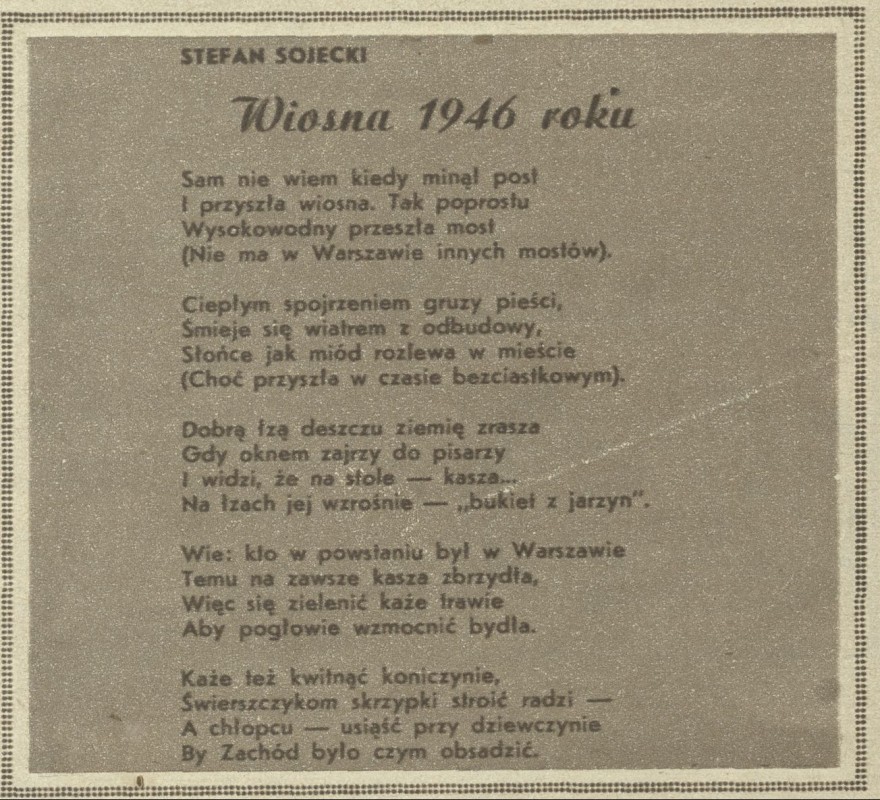 STEFAN SOJECKI
Wiosna 1946 roku
Sam nie wiem kiedy minął post
I przyszła wiosna. Tak poprostu
Wysokowodny przeszła most
(Nie ma w Warszawie innych mostów).
Ciepłym spojrzeniem gruzy pieści,
Śmieje się wiatrem z odbudowy,
Słońce jak miód rozlewa w mieście
(Choć przyszła w czasie bezciastkowym).
Dobrą łzą deszczu ziemię zrasza
Gdy oknem zajrzy do pisarzy
I widzi, że na stole — kasza...
Na łzach jej wzrośnie — „bukiet z jarzyn".
Wie: kto w powstaniu był w Warszawie
Temu na zawsze kasza zbrzydła,
Więc się zielenić każe trawie
Aby pogłowie wzmocnić bydła.
Każe też kwitnąć koniczynie,
Świerszczykom skrzypki stroić radzi —
A chłopcu — usiąść przy dziewczynie
By Zachód było czym obsadzić.